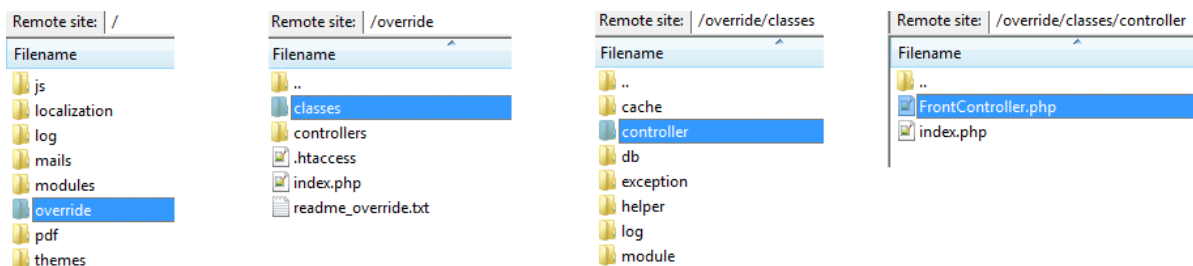 Remote site: /
Filename
js
localization
log
mails
modules
override
pdf
themes
Remote site: /override
Filename
..
classes
controllers
.htaccess
index.php
readme_override.txt
Remote site: /override/classes
Filename
..
cache
controller
db
exception
helper
log
module
Remote site: /override/classes/controller
Filename
..
FrontController.php
index.php